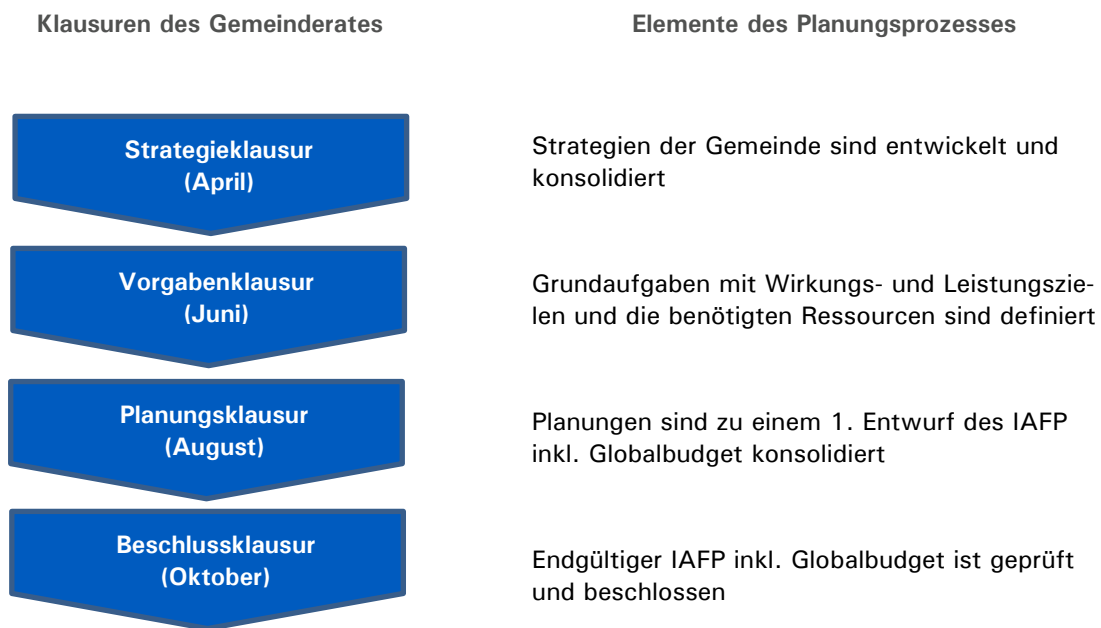 Klausuren des Gemeinderates
Elemente des Planungsprozesses
Strategieklausur
(April)
Strategien der Gemeinde sind entwickelt und
konsolidiert
Vorgabenklausur
(Juni)
Grundaufgaben mit Wirkungs- und Leistungszie-
len und die benötigten Ressourcen sind definiert
Planungsklausur
(August)
Planungen sind zu einem 1. Entwurf des IAFP
inkl. Globalbudget konsolidiert
Beschlussklausur
(Oktober)
Endgültiger IAFP inkl. Globalbudget ist geprüft
und beschlossen